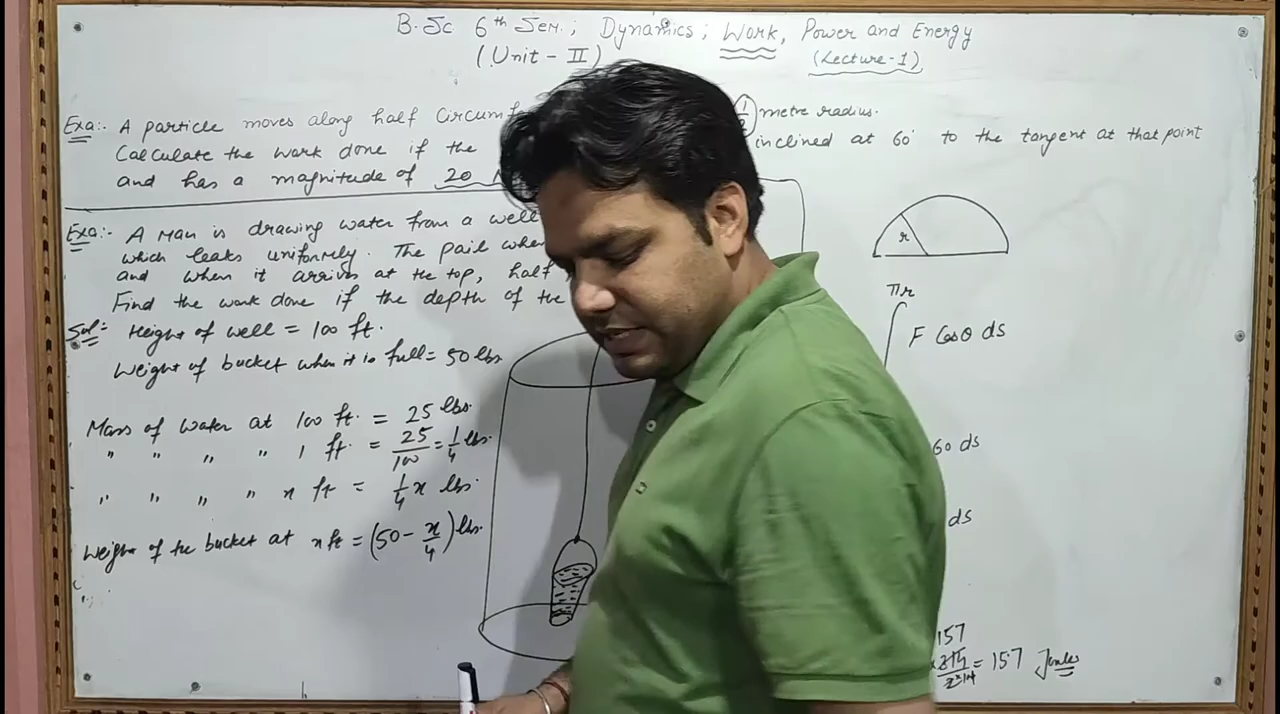 B.Sc 6th Sem.; Dynamics; Work, Power and Energy
(Unit - II)
(Lecture-1)
Exa:- A particle moves along half Circumf metre radius.
Calculate the work done if the inclined at 60° to the tangent at that point
and has a magnitude of 20
Exa:- A Man is drawing water from a well
which leaks uniformly. The pail when
and when it arrives at the top, half
Find the work done if the depth of the
Sol:- Height of well = 100 ft.
Weight of bucket when it is full = 50 lbs
Mass of water at 100 ft. = 25 lbs.
" " " " 1 ft. = 25/100 = 1/4 lbs.
" " " " x ft = 1/4 x lbs.
Weight of the bucket at x ft = (50 - x/4) lbs.
r
πr
∫ F Cosθ ds
60 ds
ds
157
= 157 Joules